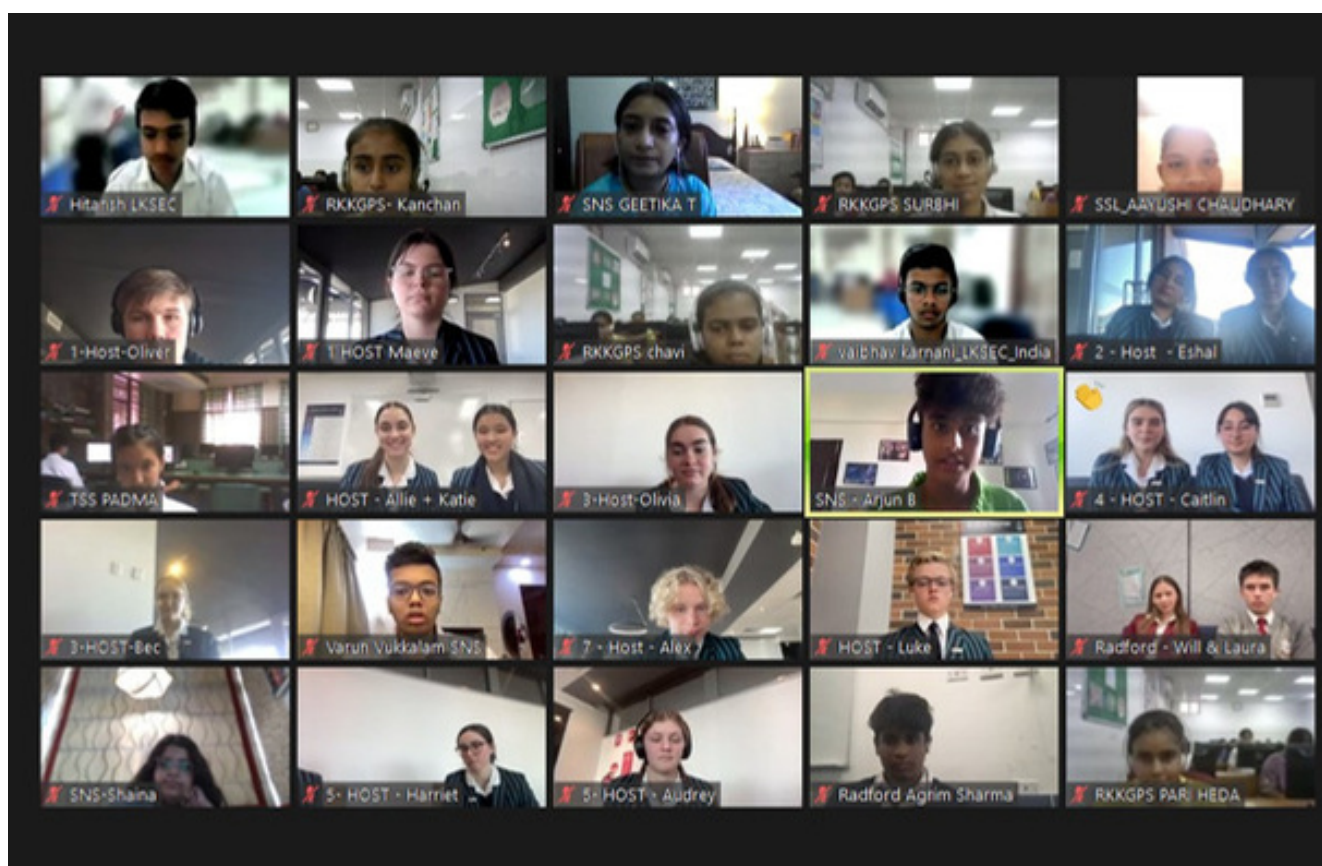 Hitansh LKSEC
RKKGPS- Kanchan
SNS GEETIKA T
RKKGPS SURBHI
SSL_AAYUSHI CHAUDHARY
1-Host-Oliver
1 HOST Maeve
RKKGPS chavi
vaibhav karnani_LKSEC_India
2 - Host - Eshal
TSS PADMA
HOST - Allie + Katie
3-Host-Olivia
SNS - Arjun B
4 - HOST - Caitlin
3-HOST-Bec
Varun Vukkalam SNS
7 - Host - Alex
HOST - Luke
Radford - Will & Laura
SNS-Shaina
5- HOST - Harriet
5- HOST - Audrey
Radford Agrim Sharma
RKKGPS PARI HEDA